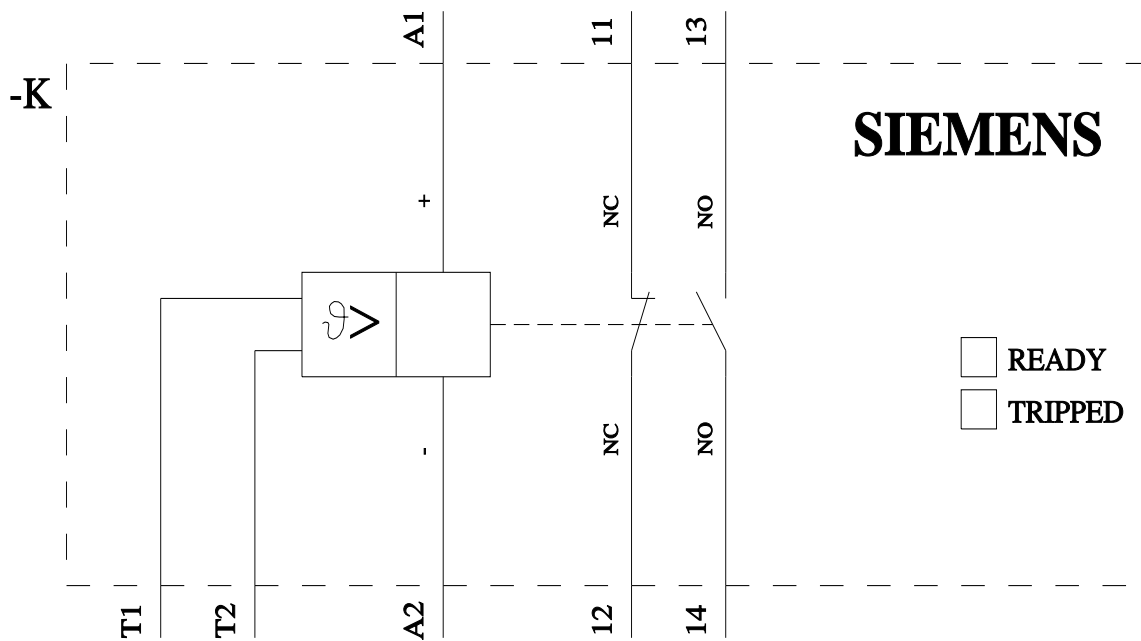 A1
11
13
-K
SIEMENS
+
NC
NO
ϑ>
READY
TRIPPED
-
NC
NO
T1
T2
A2
12
14